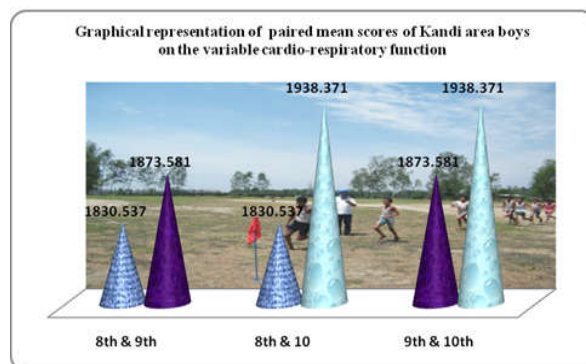 Graphical representation of paired mean scores of Kandi area boys
on the variable cardio-respiratory function
1938.371 1938.371
1873.581 1873.581
1830.537 1830.537
8th & 9th 8th & 10 9th & 10th